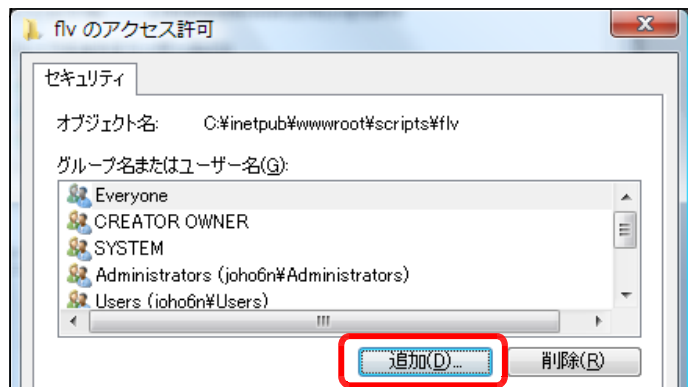 flv のアクセス許可
セキュリティ
オブジェクト名: C:¥inetpub¥wwwroot¥scripts¥flv
グループ名またはユーザー名(G):
Everyone
CREATOR OWNER
SYSTEM
Administrators (joho6n¥Administrators)
Users (joho6n¥Users)
追加(D)... 削除(R)